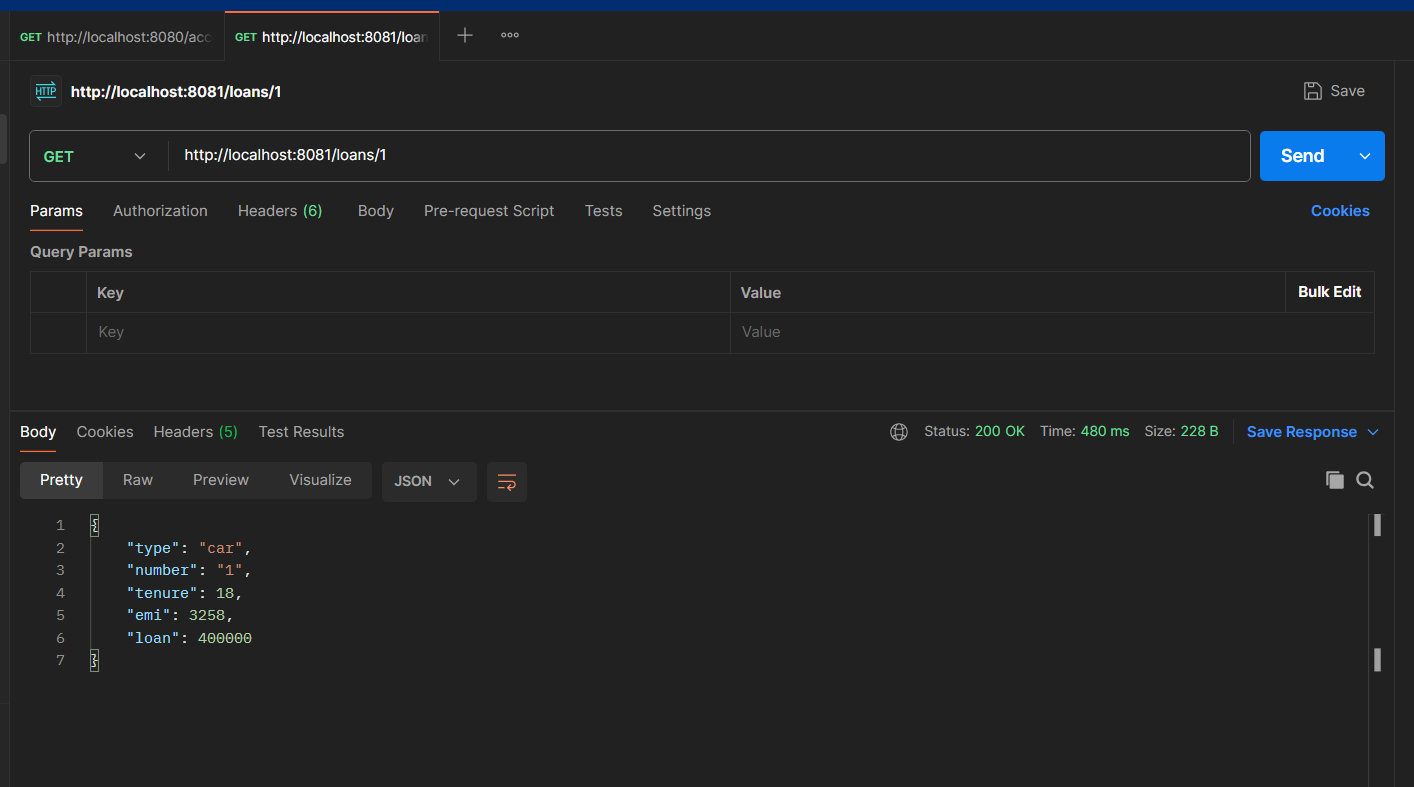 GET http://localhost:8080/acc GET http://localhost:8081/loan
HTTP http://localhost:8081/loans/1 Save
GET http://localhost:8081/loans/1 Send
Params Authorization Headers (6) Body Pre-request Script Tests Settings Cookies
Query Params
Key Value Bulk Edit
Key Value
Body Cookies Headers (5) Test Results Status: 200 OK Time: 480 ms Size: 228 B Save Response
Pretty Raw Preview Visualize JSON
1 {
2 "type": "car",
3 "number": "1",
4 "tenure": 18,
5 "emi": 3258,
6 "loan": 400000
7 }